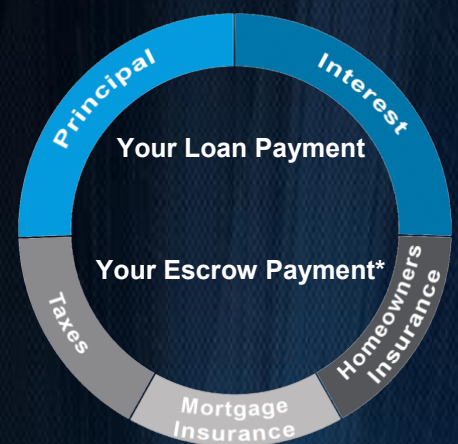 Principal
Interest
Your Loan Payment
Your Escrow Payment*
Taxes
Homeowners
Insurance
Mortgage
Insurance